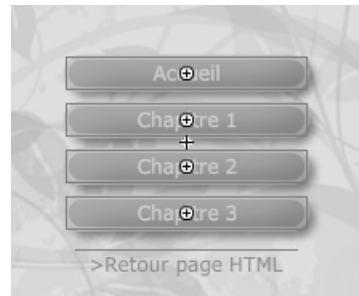 Accueil
Chapitre 1
Chapitre 2
Chapitre 3
>Retour page HTML